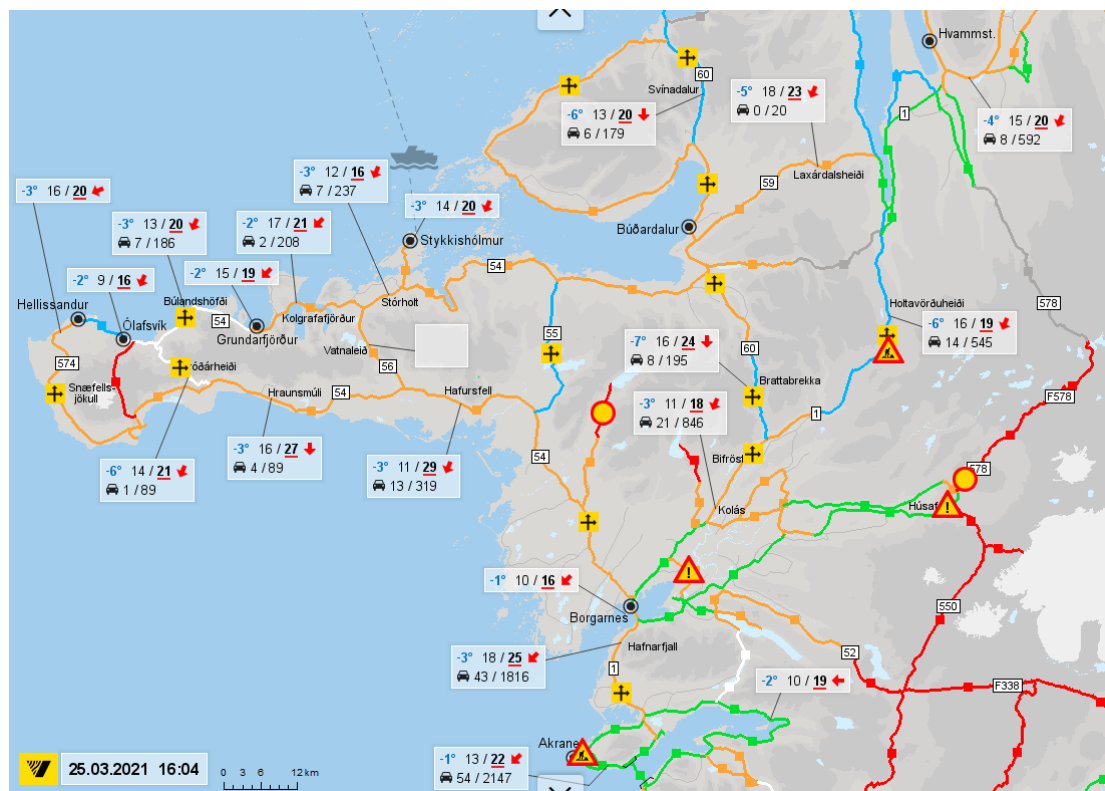 Hvammst.
60
Svínadalur
-5° 18 / 23
0 / 20
-6° 13 / 20
6 / 179
1
-4° 15 / 20
8 / 592
-3° 12 / 16
7 / 237
Laxárdalsheiði
59
-3° 16 / 20
-3° 14 / 20
-3° 13 / 20
7 / 186
-2° 17 / 21
2 / 208
Búðardalur
Stykkishólmur
54
-2° 15 / 19
-2° 9 / 16
578
Búlandshöfði
Stórholt
Hellissandur
Holtavörðuheiði
Ólafsvík
54
Kolgrafafjörður
-6° 16 / 19
14 / 545
Grundarfjörður
55
-7° 16 / 24
8 / 195
60
Vatnaleið
574
56
Brattabrekka
Snæfells-
jökull
Hraunsmúli
54
Hafursfell
F578
-3° 11 / 18
21 / 846
1
-3° 16 / 27
4 / 89
54
Bifröst
-6° 14 / 21
1 / 89
-3° 11 / 29
13 / 319
578
Kolás
-1° 10 / 16
Borgarnes
550
Hafnarfjall
52
-3° 18 / 25
43 / 1816
1
-2° 10 / 19
F338
-1° 13 / 22
54 / 2147
25.03.2021 16:04
0 3 6 12km